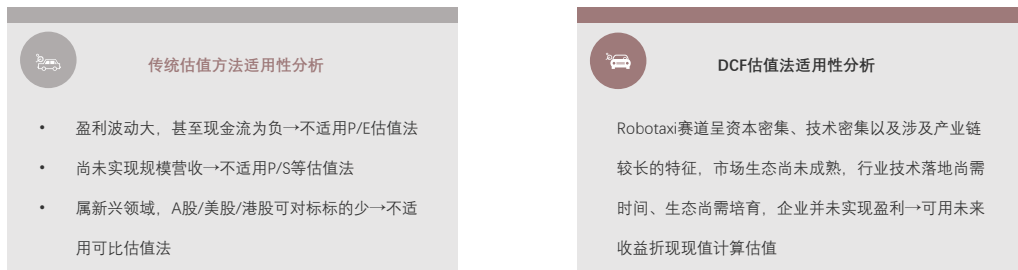 传统估值方法适用性分析
• 盈利波动大，甚至现金流为负→不适用P/E估值法
• 尚未实现规模营收→不适用P/S等估值法
• 属新兴领域，A股/美股/港股可对标标的少→不适
用可比估值法
DCF估值法适用性分析
Robotaxi赛道呈资本密集、技术密集以及涉及产业链
较长的特征，市场生态尚未成熟，行业技术落地尚需
时间、生态尚需培育，企业并未实现盈利→可用未来
收益折现现值计算估值